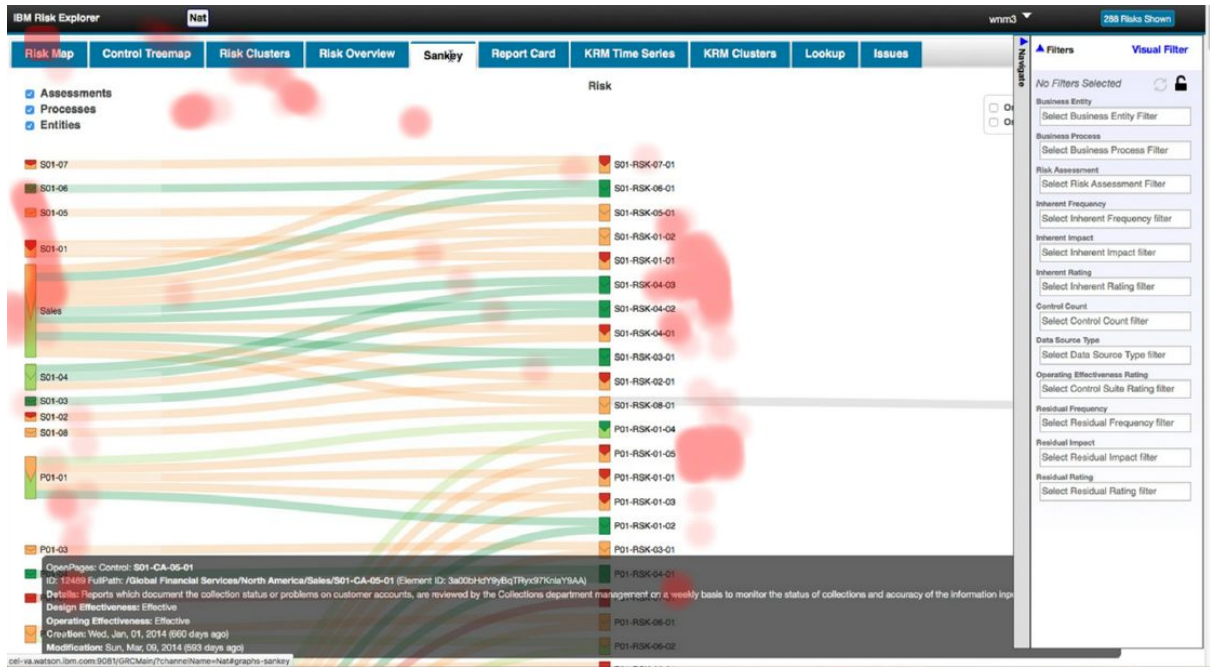 IBM Risk Explorer
Nat
wnm3
288 Risks Shown
Risk Map
Control Treemap
Risk Clusters
Risk Overview
Sankey
Report Card
KRM Time Series
KRM Clusters
Lookup
Issues
Navigate
Filters
Visual Filter
Risk
Assessments
Processes
Entities
No Filters Selected
Business Entity
Select Business Entity Filter
Business Process
Select Business Process Filter
Risk Assessment
Select Risk Assessment Filter
Inherent Frequency
Select Inherent Frequency filter
Inherent Impact
Select Inherent Impact filter
Inherent Rating
Select Inherent Rating filter
Control Count
Select Control Count filter
Data Source Type
Select Data Source Type filter
Operating Effectiveness Rating
Select Control Suite Rating filter
Residual Frequency
Select Residual Frequency filter
Residual Impact
Select Residual Impact filter
Residual Rating
Select Residual Rating filter
S01-07
S01-06
S01-05
S01-01
Sales
S01-04
S01-03
S01-02
S01-08
P01-01
P01-03
S01-RSK-07-01
S01-RSK-06-01
S01-RSK-05-01
S01-RSK-01-02
S01-RSK-01-01
S01-RSK-04-03
S01-RSK-04-02
S01-RSK-04-01
S01-RSK-03-01
S01-RSK-02-01
S01-RSK-08-01
P01-RSK-01-04
P01-RSK-01-05
P01-RSK-01-01
P01-RSK-01-03
P01-RSK-01-02
P01-RSK-03-01
P01-RSK-04-01
P01-RSK-06-01
P01-RSK-06-02
OpenPages: Control: S01-CA-05-01
ID: 12489 FullPath: /Global Financial Services/North America/Sales/S01-CA-05-01
Details: Reports which document the collection status or problems on customer accounts, are reviewed by the Collections department management on a weekly basis to monitor the status of collections and accuracy of the information
Design Effectiveness: Effective
Operating Effectiveness: Effective
Creation: Wed, Jan, 01, 2014 (660 days ago)
Modification: Sun, Mar, 09, 2014 (593 days ago)
cel-va.watson.ibm.com:9081/GRCMain/?channelName=Nat#graphs-sankey